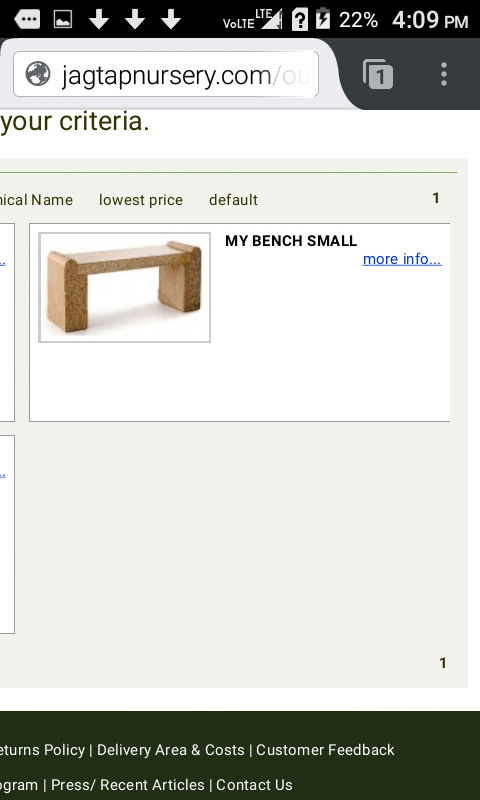 VoLTE LTE 22% 4:09 PM
jagtapnursery.com/ou
1
your criteria.
nical Name lowest price default 1
MY BENCH SMALL
more info...
1
eturns Policy | Delivery Area & Costs | Customer Feedback
ogram | Press/ Recent Articles | Contact Us